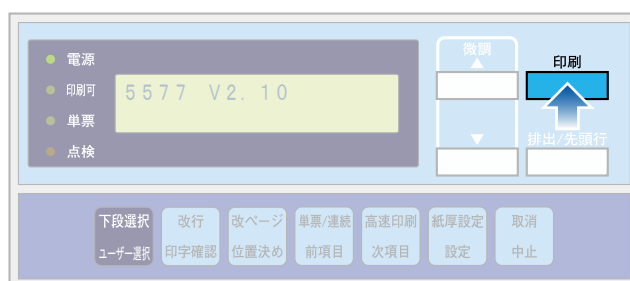 電源
印刷可
単票
点検
5577 V2.10
微調
印刷
排出/先頭行
下段選択
ユーザー選択
改行
印字確認
改ページ
位置決め
単票/連続
前項目
高速印刷
次項目
紙厚設定
設定
取消
中止